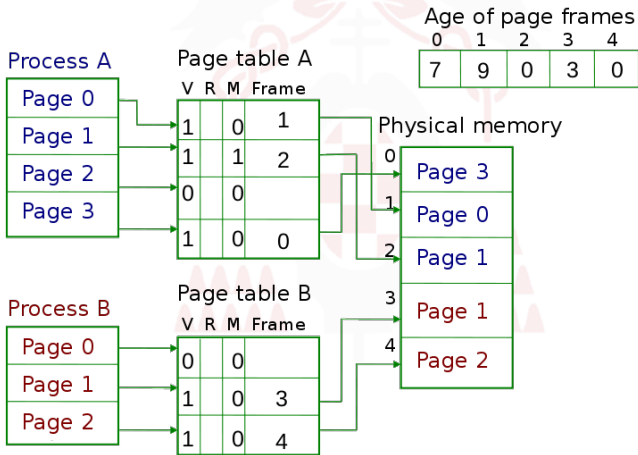 Age of page frames
0 1 2 3 4
7 9 0 3 0
Process A
Page 0
Page 1
Page 2
Page 3
Page table A
V R M Frame
1 0 1
1 1 2
0 0
1 0 0
Physical memory
0 Page 3
1 Page 0
2 Page 1
3 Page 1
4 Page 2
Process B
Page 0
Page 1
Page 2
Page table B
V R M Frame
0 0
1 0 3
1 0 4